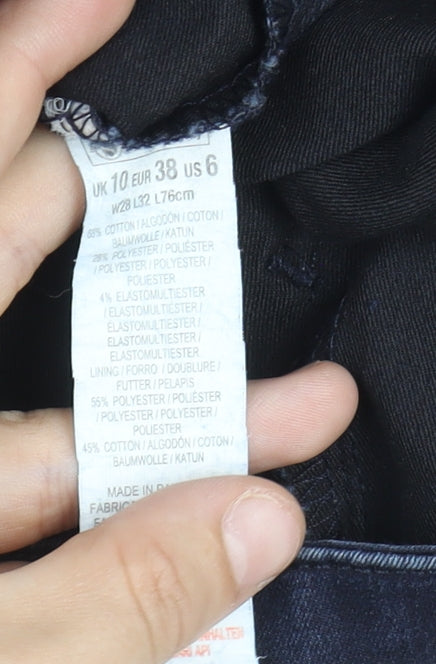 UK 10 EUR 38 US 6
W28 L32 L76cm
68% COTTON / ALGODÓN / COTON /
BAUMWOLLE / KATUN
28% POLYESTER / POLIÉSTER
/ POLYESTER / POLYESTER /
POLIESTER
4% ELASTOMULTIESTER
/ ELASTOMULTIESTER /
ELASTOMULTIESTER /
ELASTOMULTIESTER /
ELASTOMULTIESTER
LINING / FORRO / DOUBLURE /
FUTTER / PELAPIS
55% POLYESTER / POLIÉSTER
/ POLYESTER / POLYESTER /
POLIESTER
45% COTTON / ALGODÓN / COTON /
BAUMWOLLE / KATUN
MADE IN
API